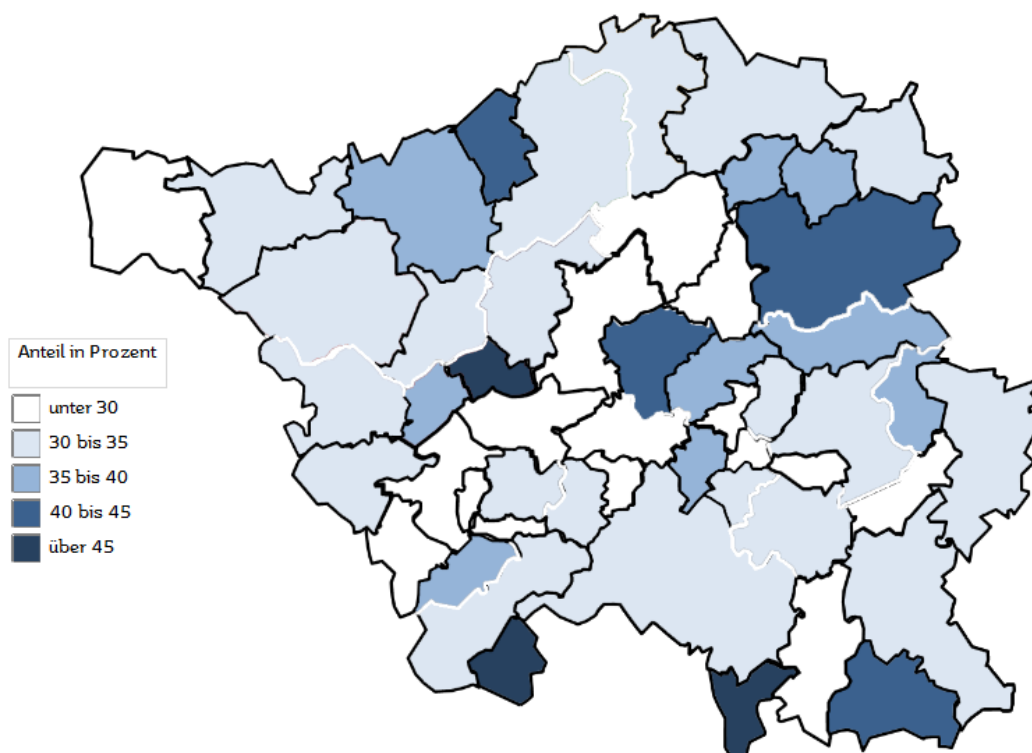 Anteil in Prozent
unter 30
30 bis 35
35 bis 40
40 bis 45
über 45